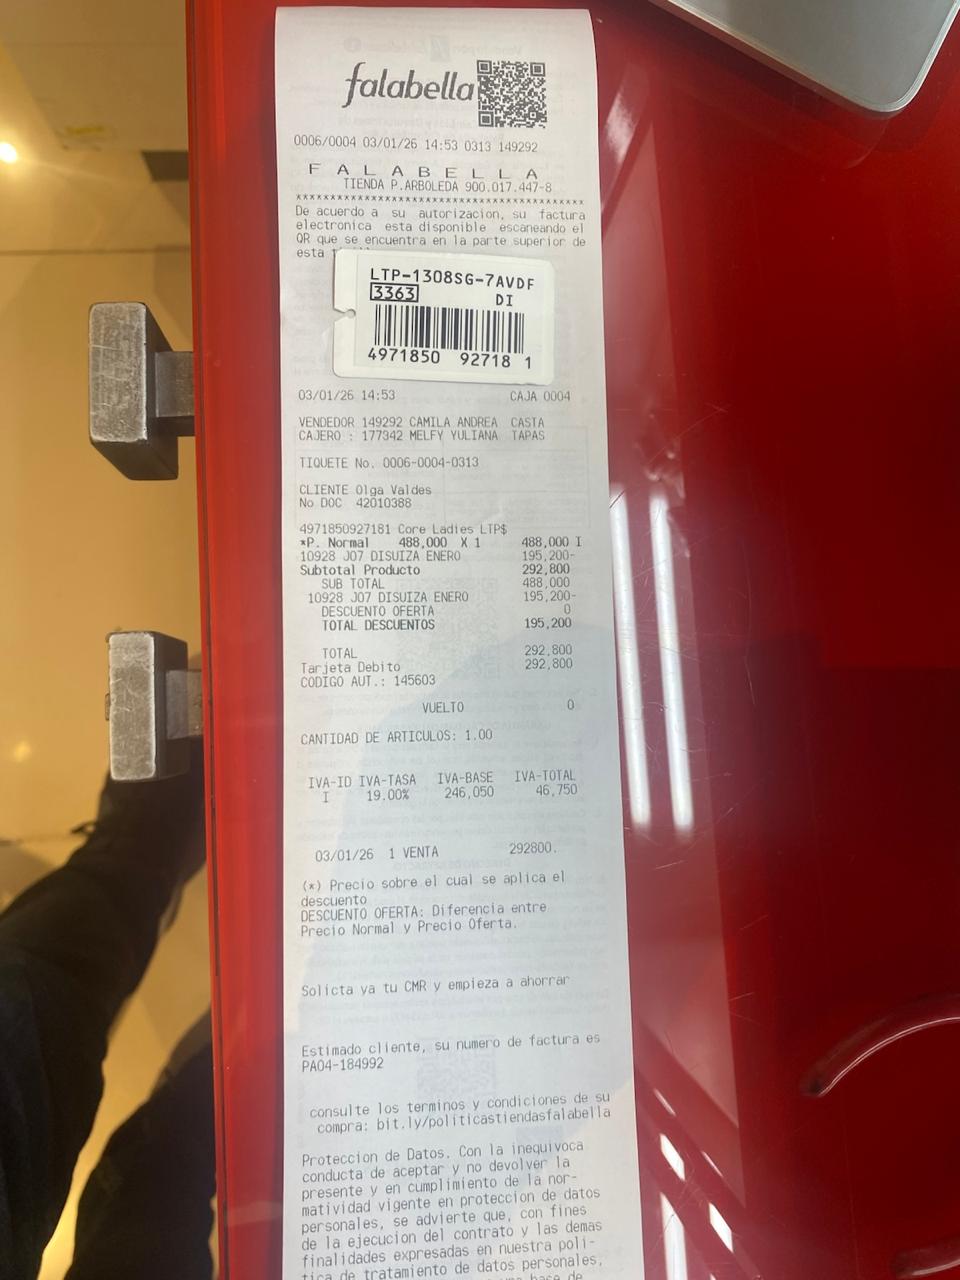 falabella
0006/0004 03/01/26 14:53 0313 149292
F A L A B E L L A
TIENDA P.ARBOLEDA 900.017.447-8
************************************
De acuerdo a su autorizacion, su factura
electronica esta disponible escaneando el
QR que se encuentra en la parte superior de
esta
LTP-1308SG-7AVDF
3363 DI
4971850 92718 1
03/01/26 14:53 CAJA 0004
VENDEDOR 149292 CAMILA ANDREA CASTA
CAJERO : 177342 MELFY YULIANA TAPAS
TIQUETE No. 0006-0004-0313
CLIENTE Olga Valdes
No DOC 42010388
4971850927181 Core Ladies LTP$
*P. Normal 488,000 X 1 488,000 I
10928 J07 DISUIZA ENERO 195,200-
Subtotal Producto 292,800
SUB TOTAL 488,000
10928 J07 DISUIZA ENERO 195,200-
DESCUENTO OFERTA 0
TOTAL DESCUENTOS 195,200
TOTAL 292,800
Tarjeta Debito 292,800
CODIGO AUT.: 145603
VUELTO 0
CANTIDAD DE ARTICULOS: 1.00
IVA-ID IVA-TASA IVA-BASE IVA-TOTAL
I 19.00% 246,050 46,750
03/01/26 1 VENTA 292800.
(*) Precio sobre el cual se aplica el
descuento
DESCUENTO OFERTA: Diferencia entre
Precio Normal y Precio Oferta.
Solicta ya tu CMR y empieza a ahorrar
Estimado cliente, su numero de factura es
PA04-184992
consulte los terminos y condiciones de su
compra: bit.ly/politicastiendasfalabella
Proteccion de Datos. Con la inequivoca
conducta de aceptar y no devolver la
presente y en cumplimiento de la nor-
matividad vigente en proteccion de datos
personales, se advierte que, con fines
de la ejecucion del contrato y las demas
finalidades expresadas en nuestra poli-
tica de tratamiento de datos personales,
base de